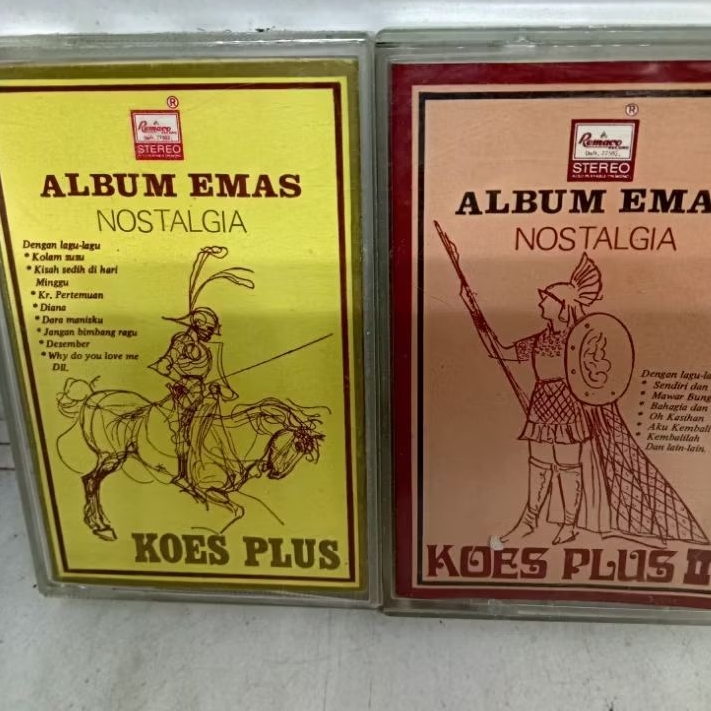 ®
Remaco
STEREO
ALBUM EMAS
NOSTALGIA
Dengan lagu-lagu
* Kolam susu
* Kisah sedih di hari
Minggu
* Kr. Pertemuan
* Diana
* Dara manisku
* Jangan bimbang ragu
* Desember
* Why do you love me
Dll.
KOES PLUS
®
Remaco
STEREO
ALBUM EMA
NOSTALGIA
Dengan lagu-la
* Sendiri dan
* Mawar Bung
* Bahagia dan
* Oh Kasihan
* Aku Kembali
* Kembalilah
Dan lain-lain.
KOES PLUS II